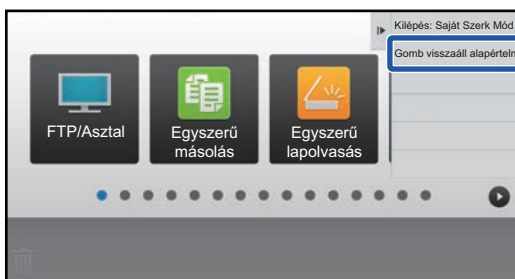 Kilépés: Saját Szerk Mód
Gomb visszaáll alapértelm
FTP/Asztal
Egyszerű
másolás
Egyszerű
lapolvasás